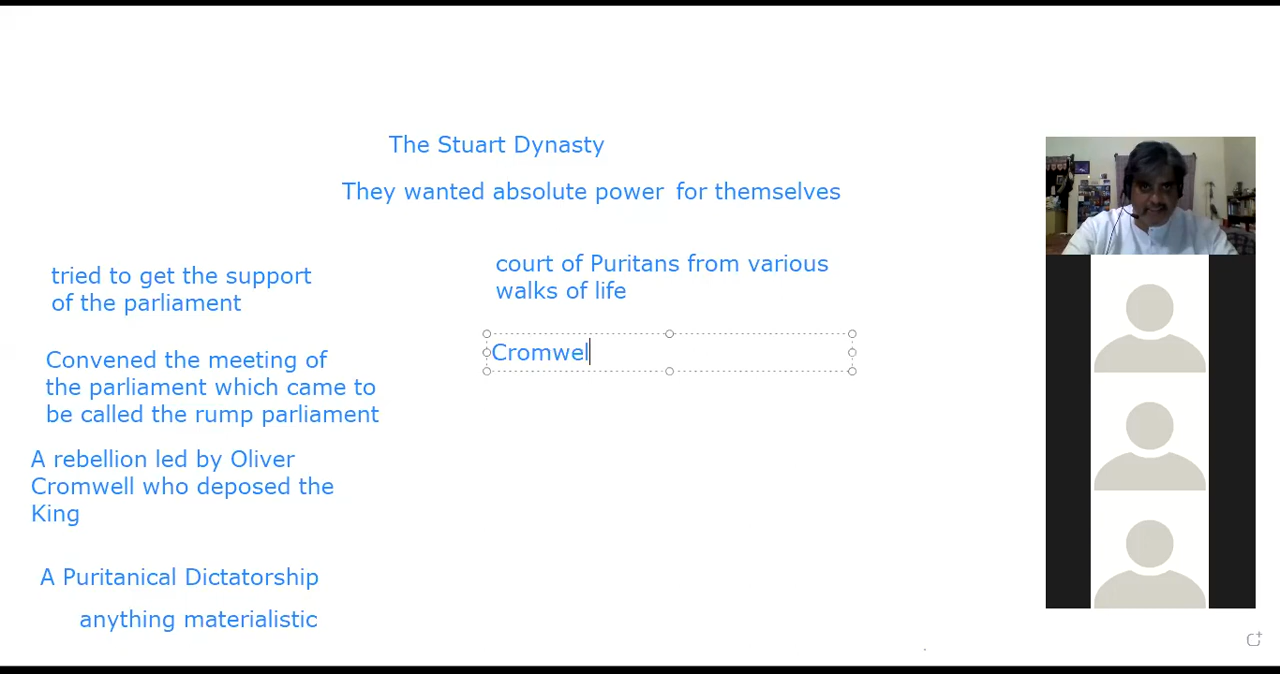 The Stuart Dynasty
They wanted absolute power for themselves
tried to get the support
of the parliament
Convened the meeting of
the parliament which came to
be called the rump parliament
A rebellion led by Oliver
Cromwell who deposed the
King
A Puritanical Dictatorship
anything materialistic
court of Puritans from various
walks of life
Cromwel